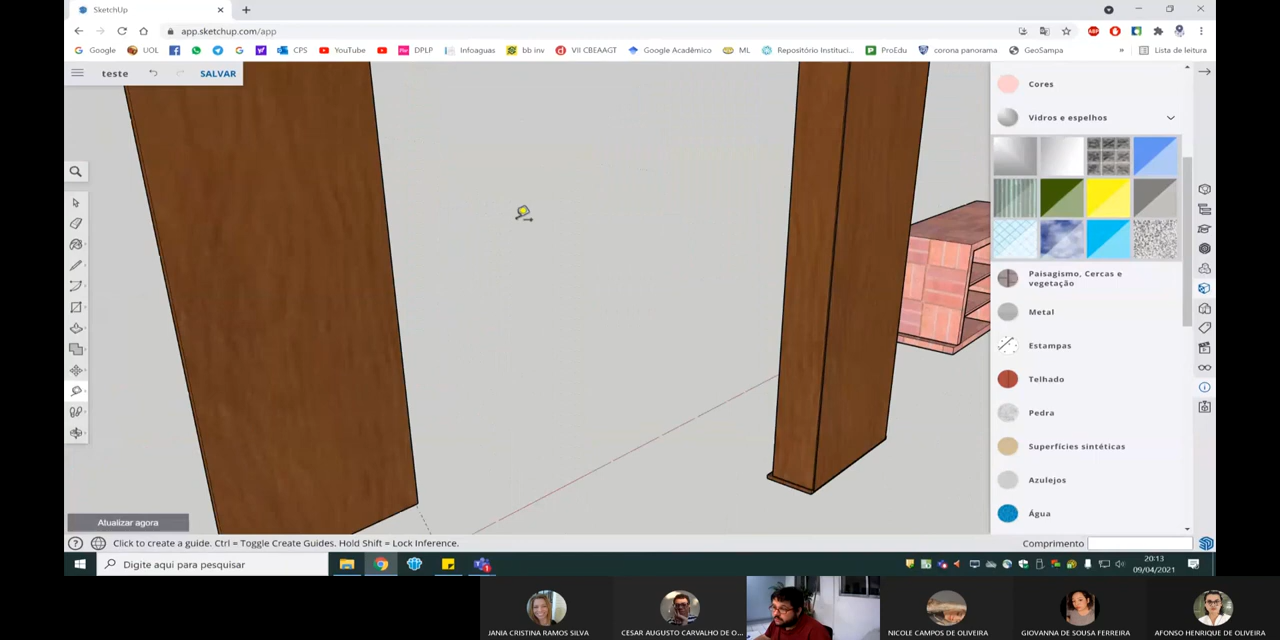 SketchUp
app.sketchup.com/app
Google
UOL
CPS
YouTube
DPLP
Infoaguas
bb inv
VII CBEAAGT
Google Acadêmico
ML
Repositório Instituci...
ProEdu
corona panorama
GeoSampa
»
Lista de leitura
teste
SALVAR
Cores
Vidros e espelhos
Paisagismo, Cercas e
vegetação
Metal
Estampas
Telhado
Pedra
Superfícies sintéticas
Azulejos
Água
Atualizar agora
Click to create a guide. Ctrl = Toggle Create Guides. Hold Shift = Lock Inference.
Comprimento
Digite aqui para pesquisar
20:13
09/04/2021
JANIA CRISTINA RAMOS SILVA
CESAR AUGUSTO CARVALHO DE O...
NICOLE CAMPOS DE OLIVEIRA
GIOVANNA DE SOUSA FERREIRA
AFONSO HENRIQUE DE OLIVEIRA